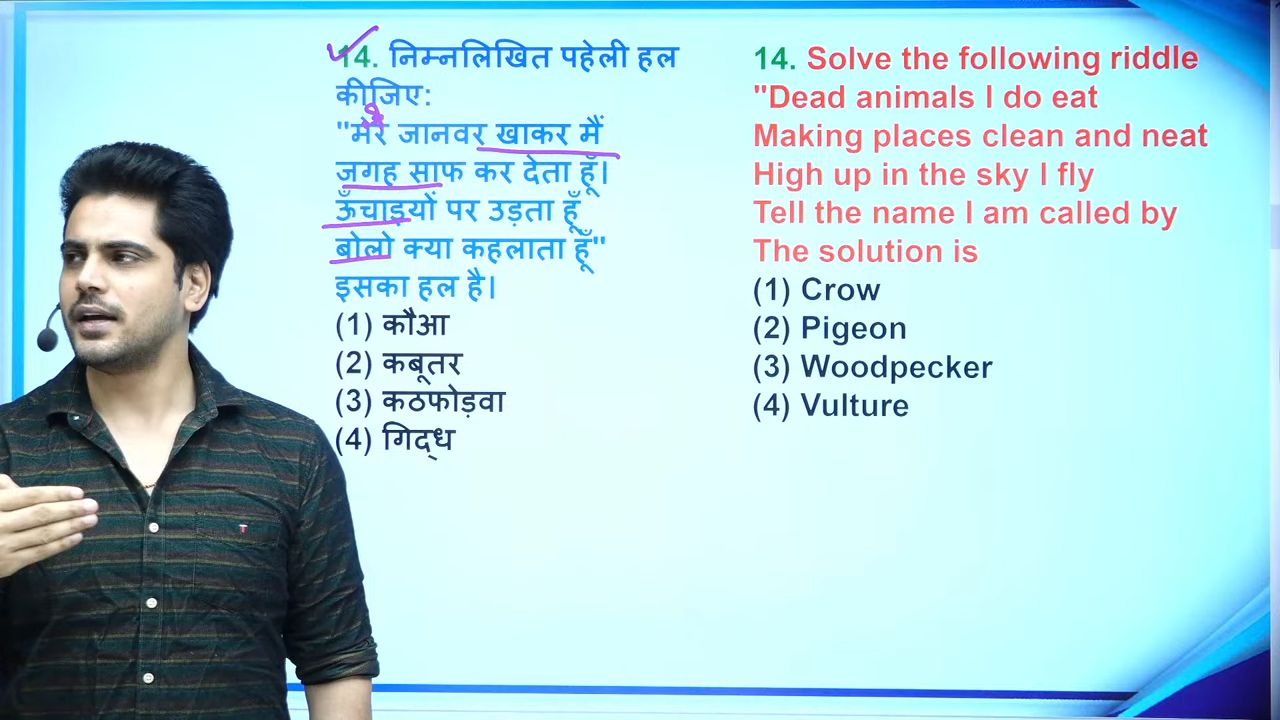 14. निम्नलिखित पहेली हल
कीजिए:
"मेरे जानवर खाकर मैं
जगह साफ कर देता हूँ।
ऊँचाइयों पर उड़ता हूँ
बोलो क्या कहलाता हूँ"
इसका हल है।
(1) कौआ
(2) कबूतर
(3) कठफोड़वा
(4) गिद्ध
14. Solve the following riddle
"Dead animals I do eat
Making places clean and neat
High up in the sky I fly
Tell the name I am called by
The solution is
(1) Crow
(2) Pigeon
(3) Woodpecker
(4) Vulture